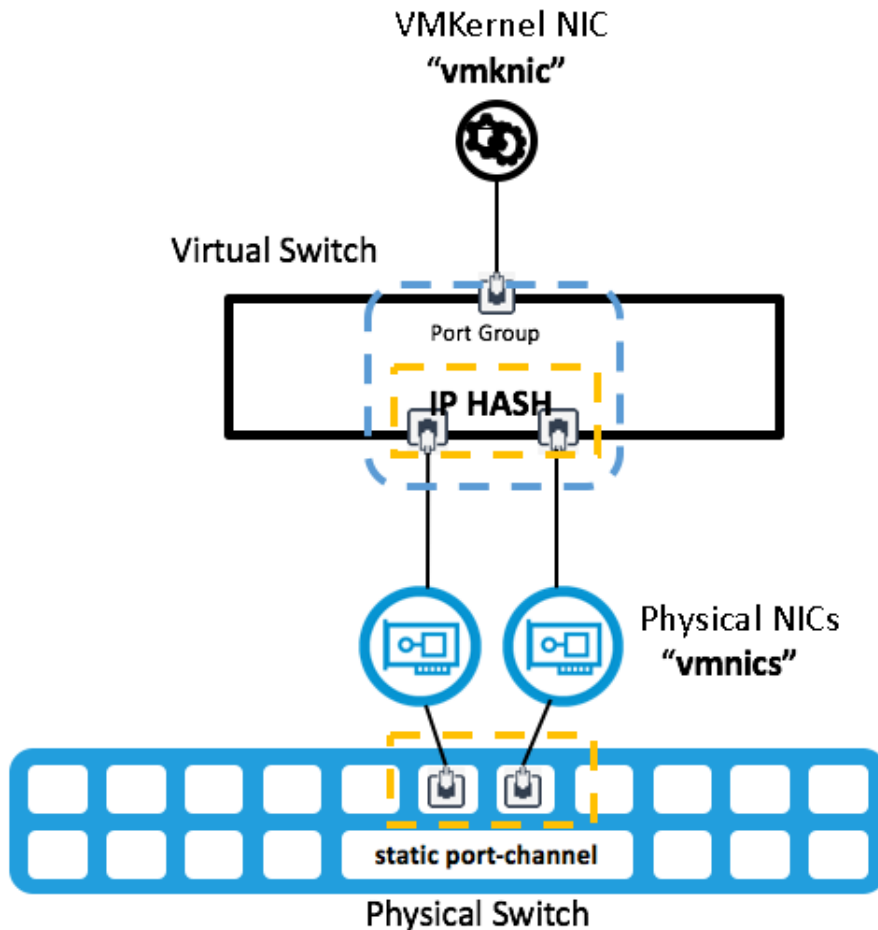 VMKernel NIC
“vmknic”
Virtual Switch
Port Group
IP HASH
Physical NICs
“vmnics”
static port-channel
Physical Switch